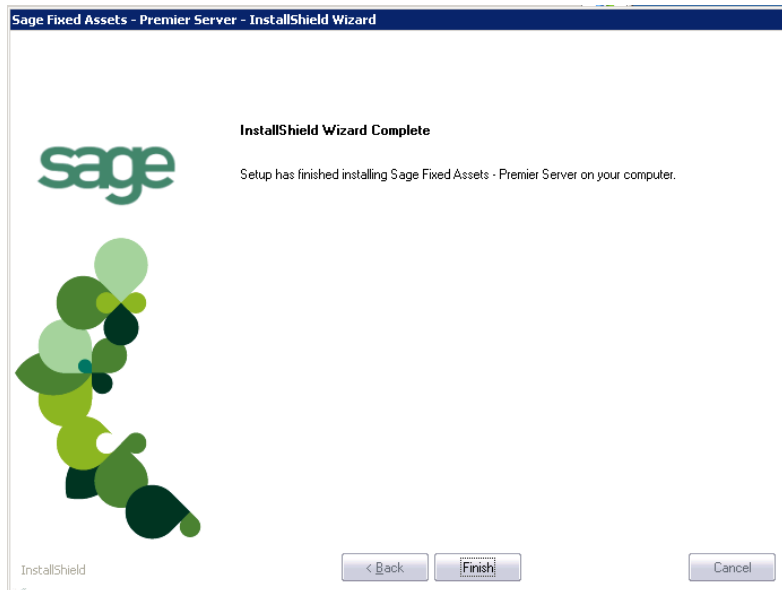 Sage Fixed Assets - Premier Server - InstallShield Wizard
InstallShield Wizard Complete
sage
Setup has finished installing Sage Fixed Assets - Premier Server on your computer.
InstallShield
< Back
Finish
Cancel